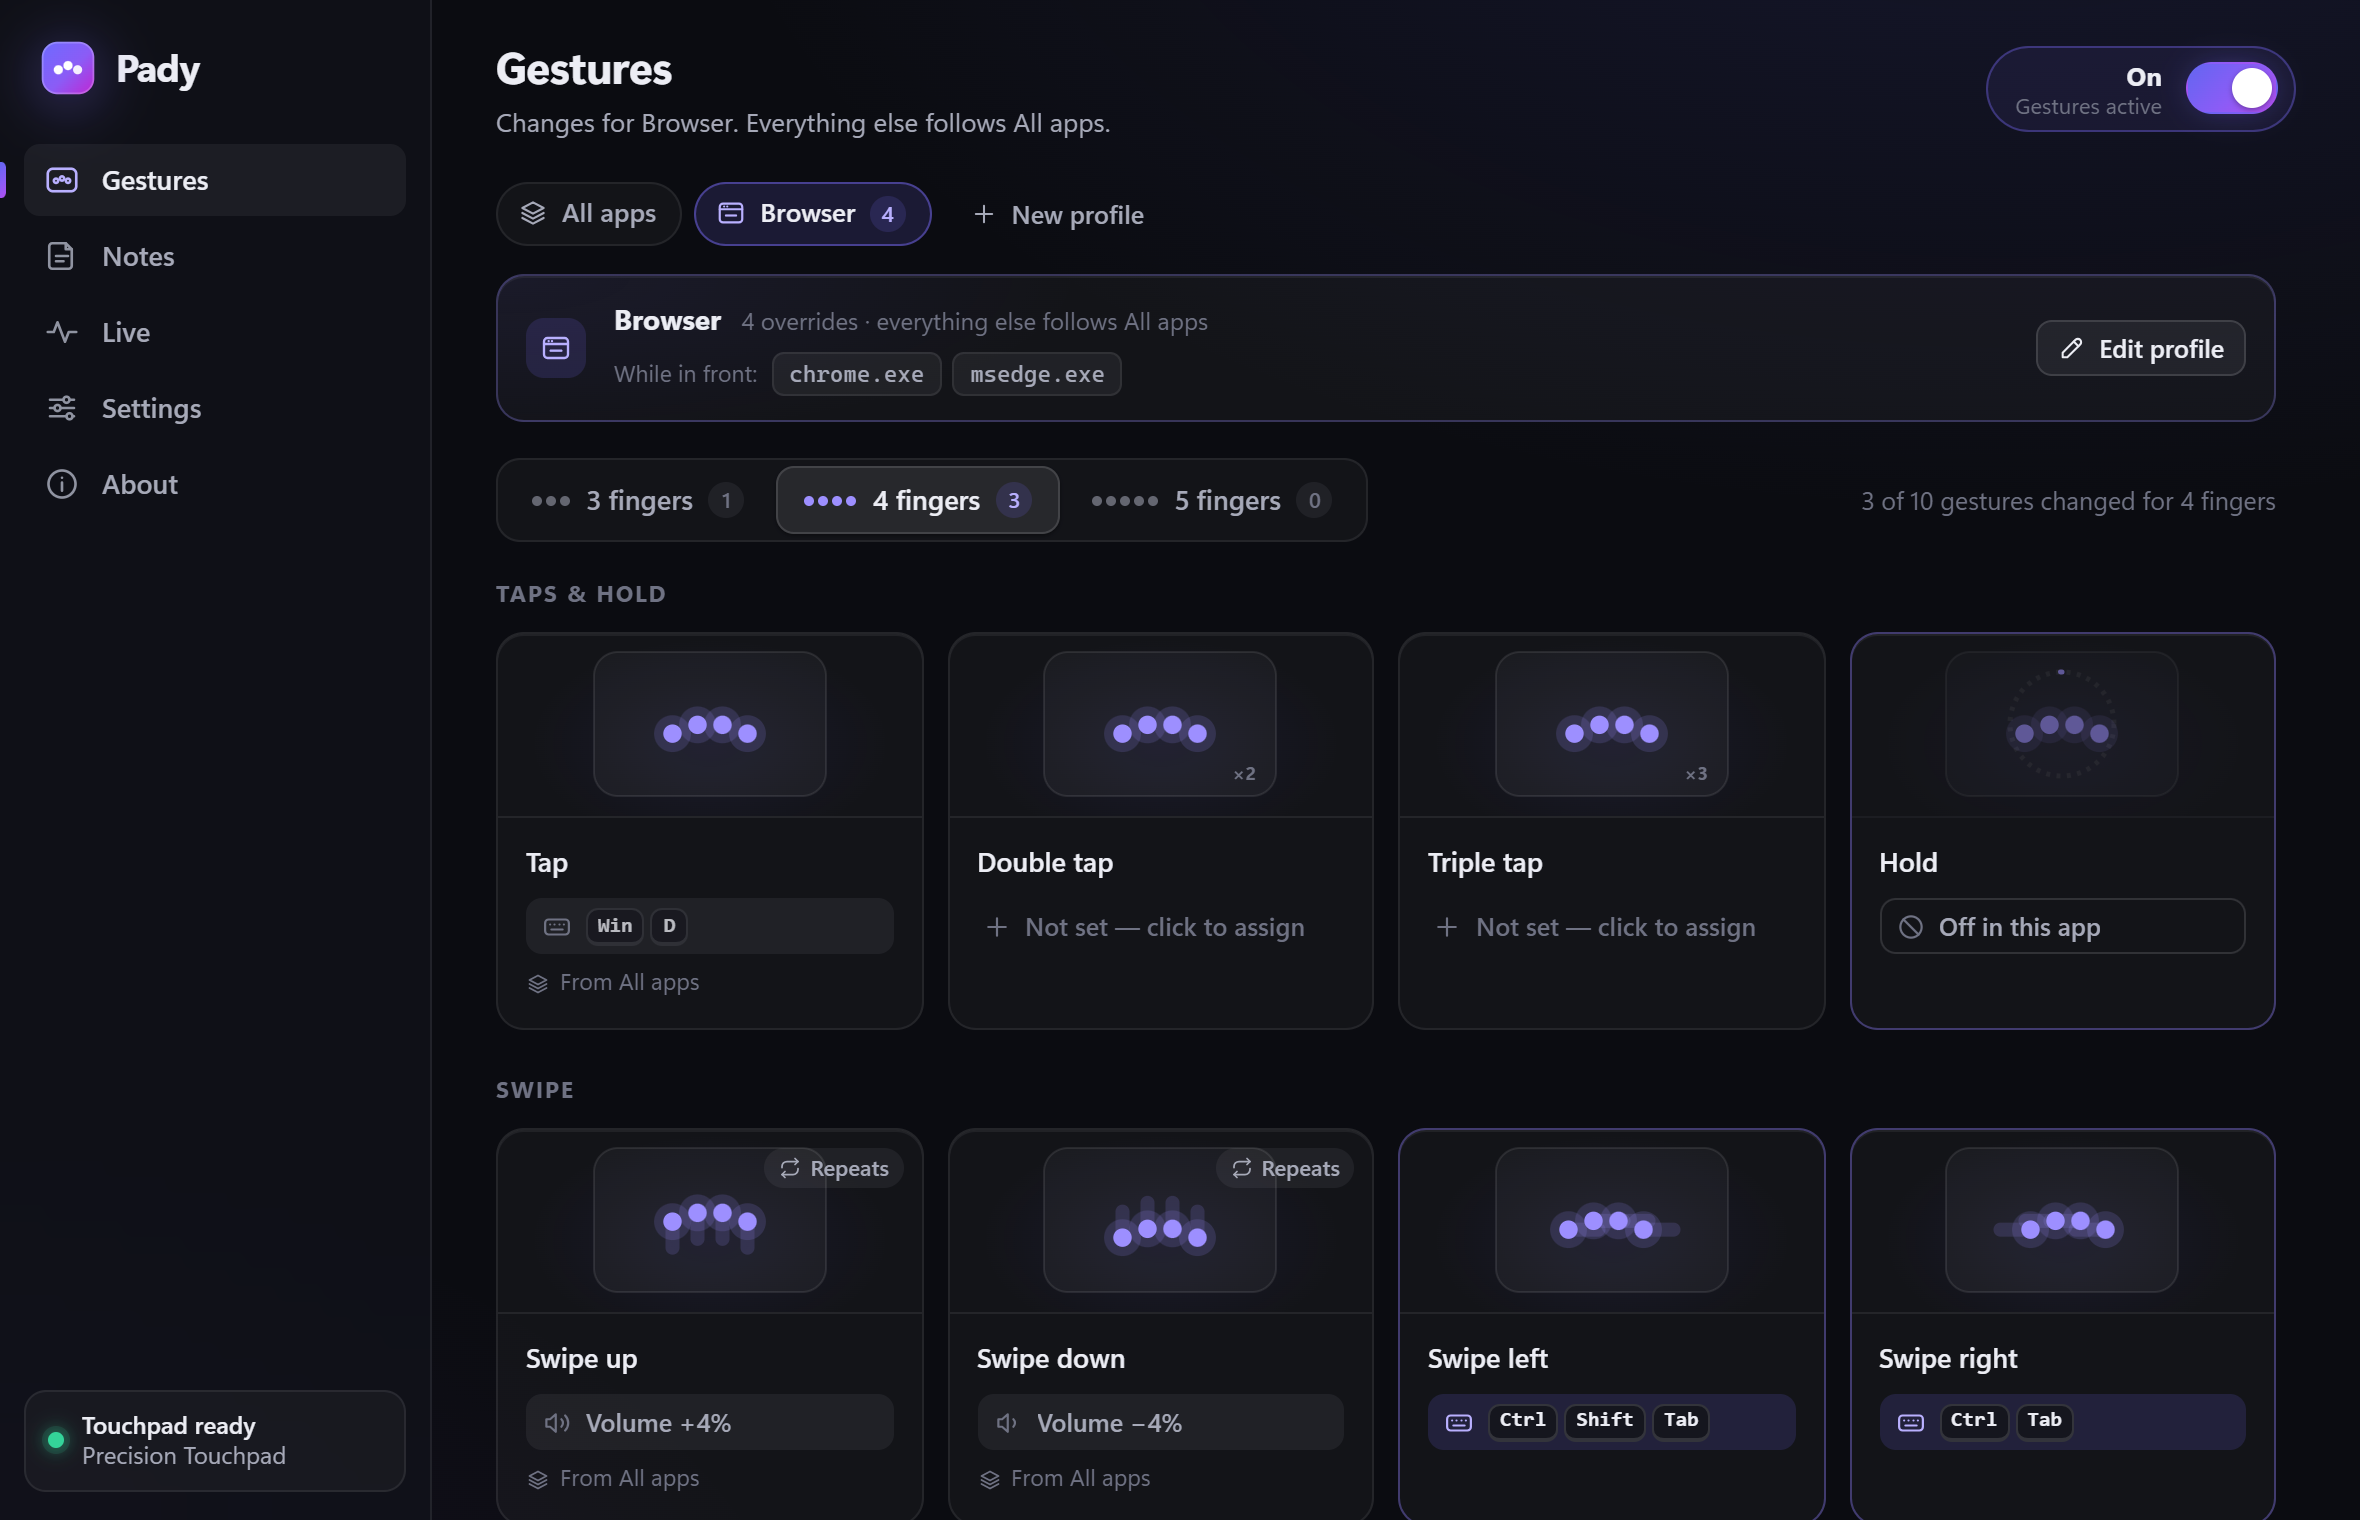 Pady
Gestures
Notes
Live
Settings
About
Touchpad ready
Precision Touchpad
Gestures
Changes for Browser. Everything else follows All apps.
On
Gestures active
All apps
Browser 4
New profile
Browser 4 overrides · everything else follows All apps
While in front: chrome.exe msedge.exe
Edit profile
3 fingers 1
4 fingers 3
5 fingers 0
3 of 10 gestures changed for 4 fingers
TAPS & HOLD
Tap
Win D
From All apps
×2
Double tap
Not set — click to assign
×3
Triple tap
Not set — click to assign
Hold
Off in this app
SWIPE
Repeats
Swipe up
Volume +4%
From All apps
Repeats
Swipe down
Volume −4%
From All apps
Swipe left
Ctrl Shift Tab
Swipe right
Ctrl Tab